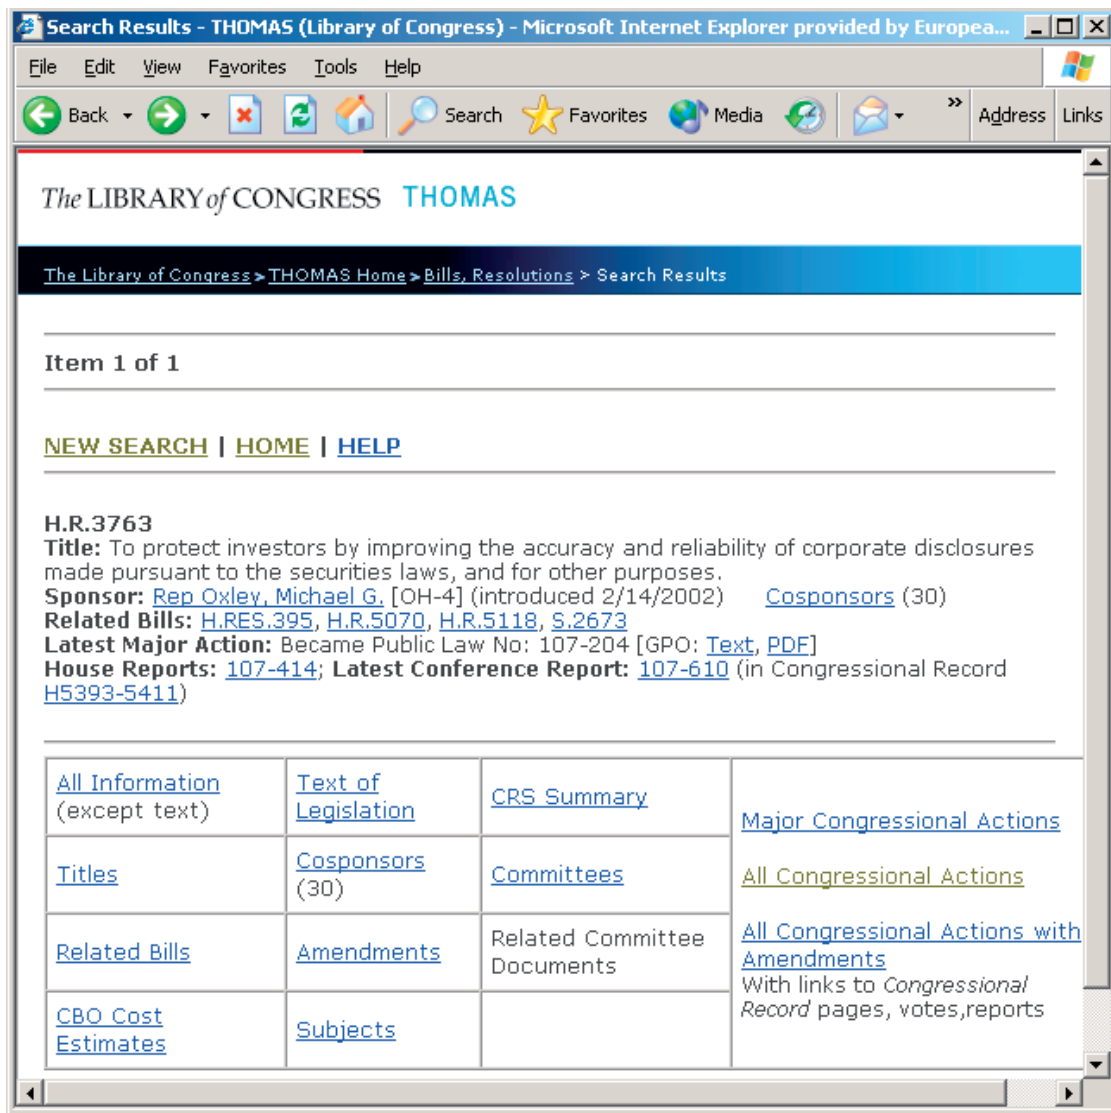 Search Results - THOMAS (Library of Congress) - Microsoft Internet Explorer provided by Europea...
File Edit View Favorites Tools Help
Back Search Favorites Media » Address Links
The LIBRARY of CONGRESS THOMAS
The Library of Congress > THOMAS Home > Bills, Resolutions > Search Results
Item 1 of 1
NEW SEARCH | HOME | HELP
H.R.3763
Title: To protect investors by improving the accuracy and reliability of corporate disclosures
made pursuant to the securities laws, and for other purposes.
Sponsor: Rep Oxley, Michael G. [OH-4] (introduced 2/14/2002) Cosponsors (30)
Related Bills: H.RES.395, H.R.5070, H.R.5118, S.2673
Latest Major Action: Became Public Law No: 107-204 [GPO: Text, PDF]
House Reports: 107-414; Latest Conference Report: 107-610 (in Congressional Record
H5393-5411)
All Information
(except text)
Text of
Legislation
CRS Summary
Titles
Cosponsors
(30)
Committees
Related Bills
Amendments
Related Committee
Documents
CBO Cost
Estimates
Subjects
Major Congressional Actions
All Congressional Actions
All Congressional Actions with
Amendments
With links to Congressional
Record pages, votes,reports